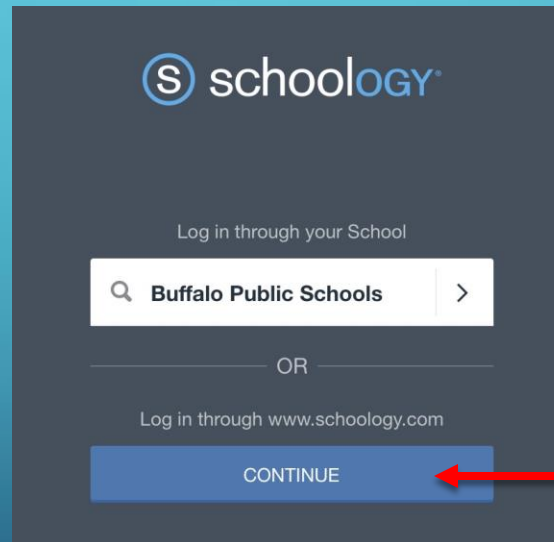 S schoology®
Log in through your School
Buffalo Public Schools
OR
Log in through www.schoology.com
CONTINUE